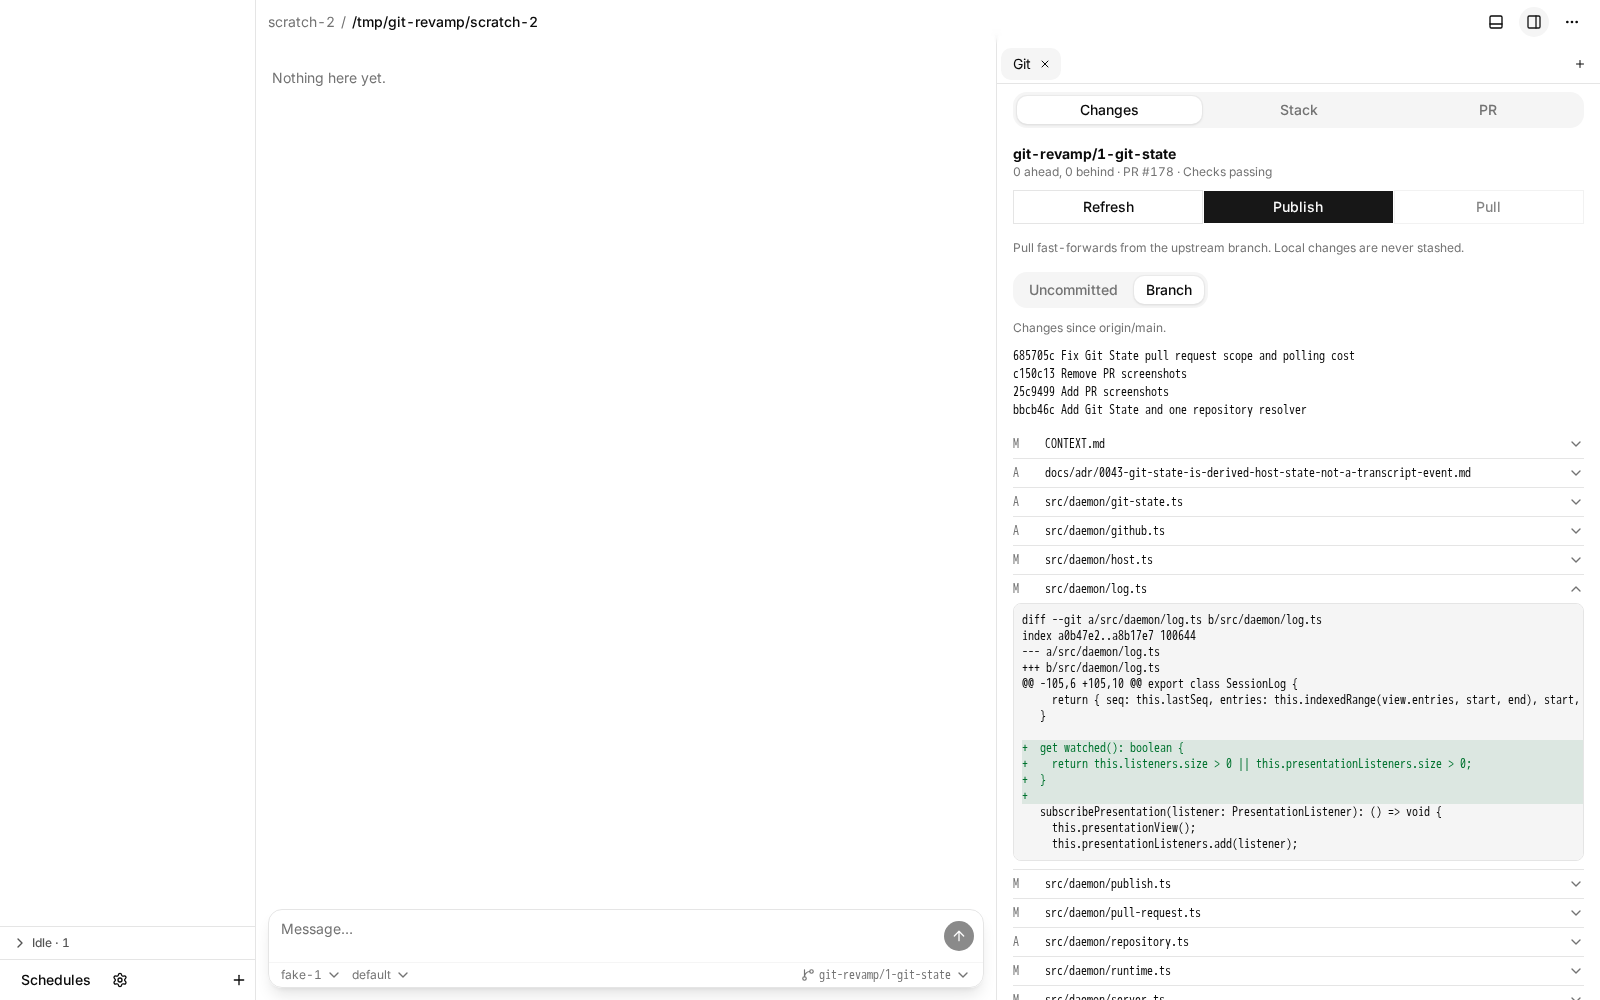 scratch-2 / /tmp/git-revamp/scratch-2
Nothing here yet.
Idle · 1
Schedules
Message...
fake-1
default
git-revamp/1-git-state
Git
Changes
Stack
PR
git-revamp/1-git-state
0 ahead, 0 behind · PR #178 · Checks passing
Refresh
Publish
Pull
Pull fast-forwards from the upstream branch. Local changes are never stashed.
Uncommitted
Branch
Changes since origin/main.
685705c Fix Git State pull request scope and polling cost
c150c13 Remove PR screenshots
25c9499 Add PR screenshots
bbcb46c Add Git State and one repository resolver
M CONTEXT.md
A docs/adr/0043-git-state-is-derived-host-state-not-a-transcript-event.md
A src/daemon/git-state.ts
A src/daemon/github.ts
M src/daemon/host.ts
M src/daemon/log.ts
diff --git a/src/daemon/log.ts b/src/daemon/log.ts
index a0b47e2..a8b17e7 100644
--- a/src/daemon/log.ts
+++ b/src/daemon/log.ts
@@ -105,6 +105,10 @@ export class SessionLog {
return { seq: this.lastSeq, entries: this.indexedRange(view.entries, start, end), start,
}
+ get watched(): boolean {
+ return this.listeners.size > 0 || this.presentationListeners.size > 0;
+ }
+
subscribePresentation(listener: PresentationListener): () => void {
this.presentationView();
this.presentationListeners.add(listener);
M src/daemon/publish.ts
M src/daemon/pull-request.ts
A src/daemon/repository.ts
M src/daemon/runtime.ts
M src/daemon/server.ts